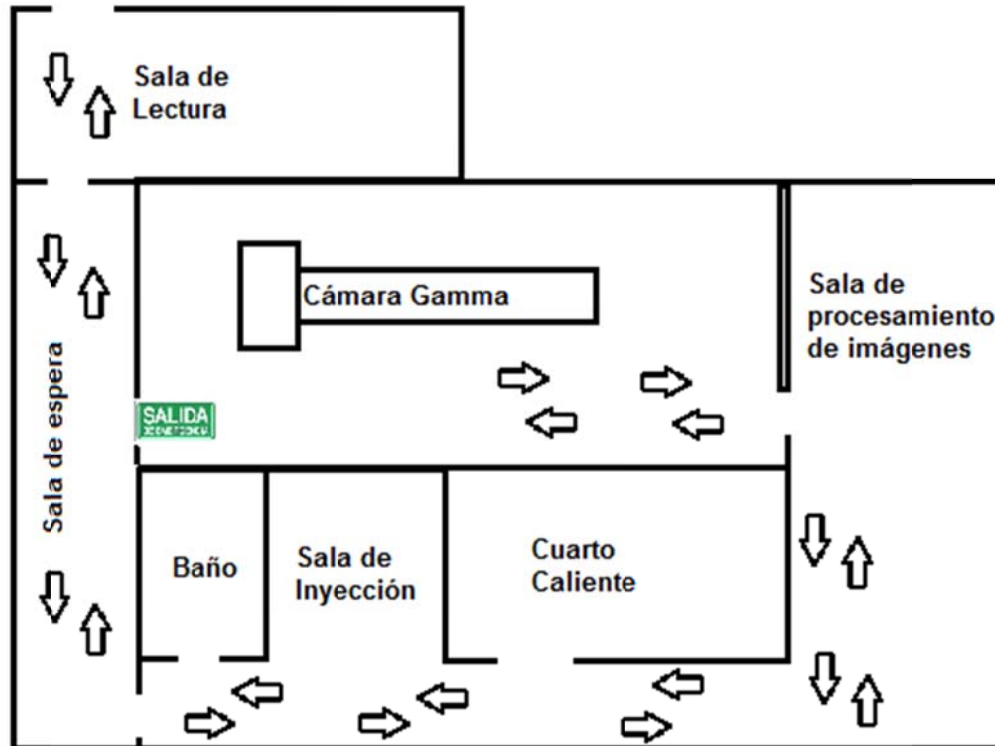 Sala de
Lectura
Cámara Gamma
Sala de
procesamiento
de imágenes
Sala de espera
SALIDA
Baño
Sala de
Inyección
Cuarto
Caliente